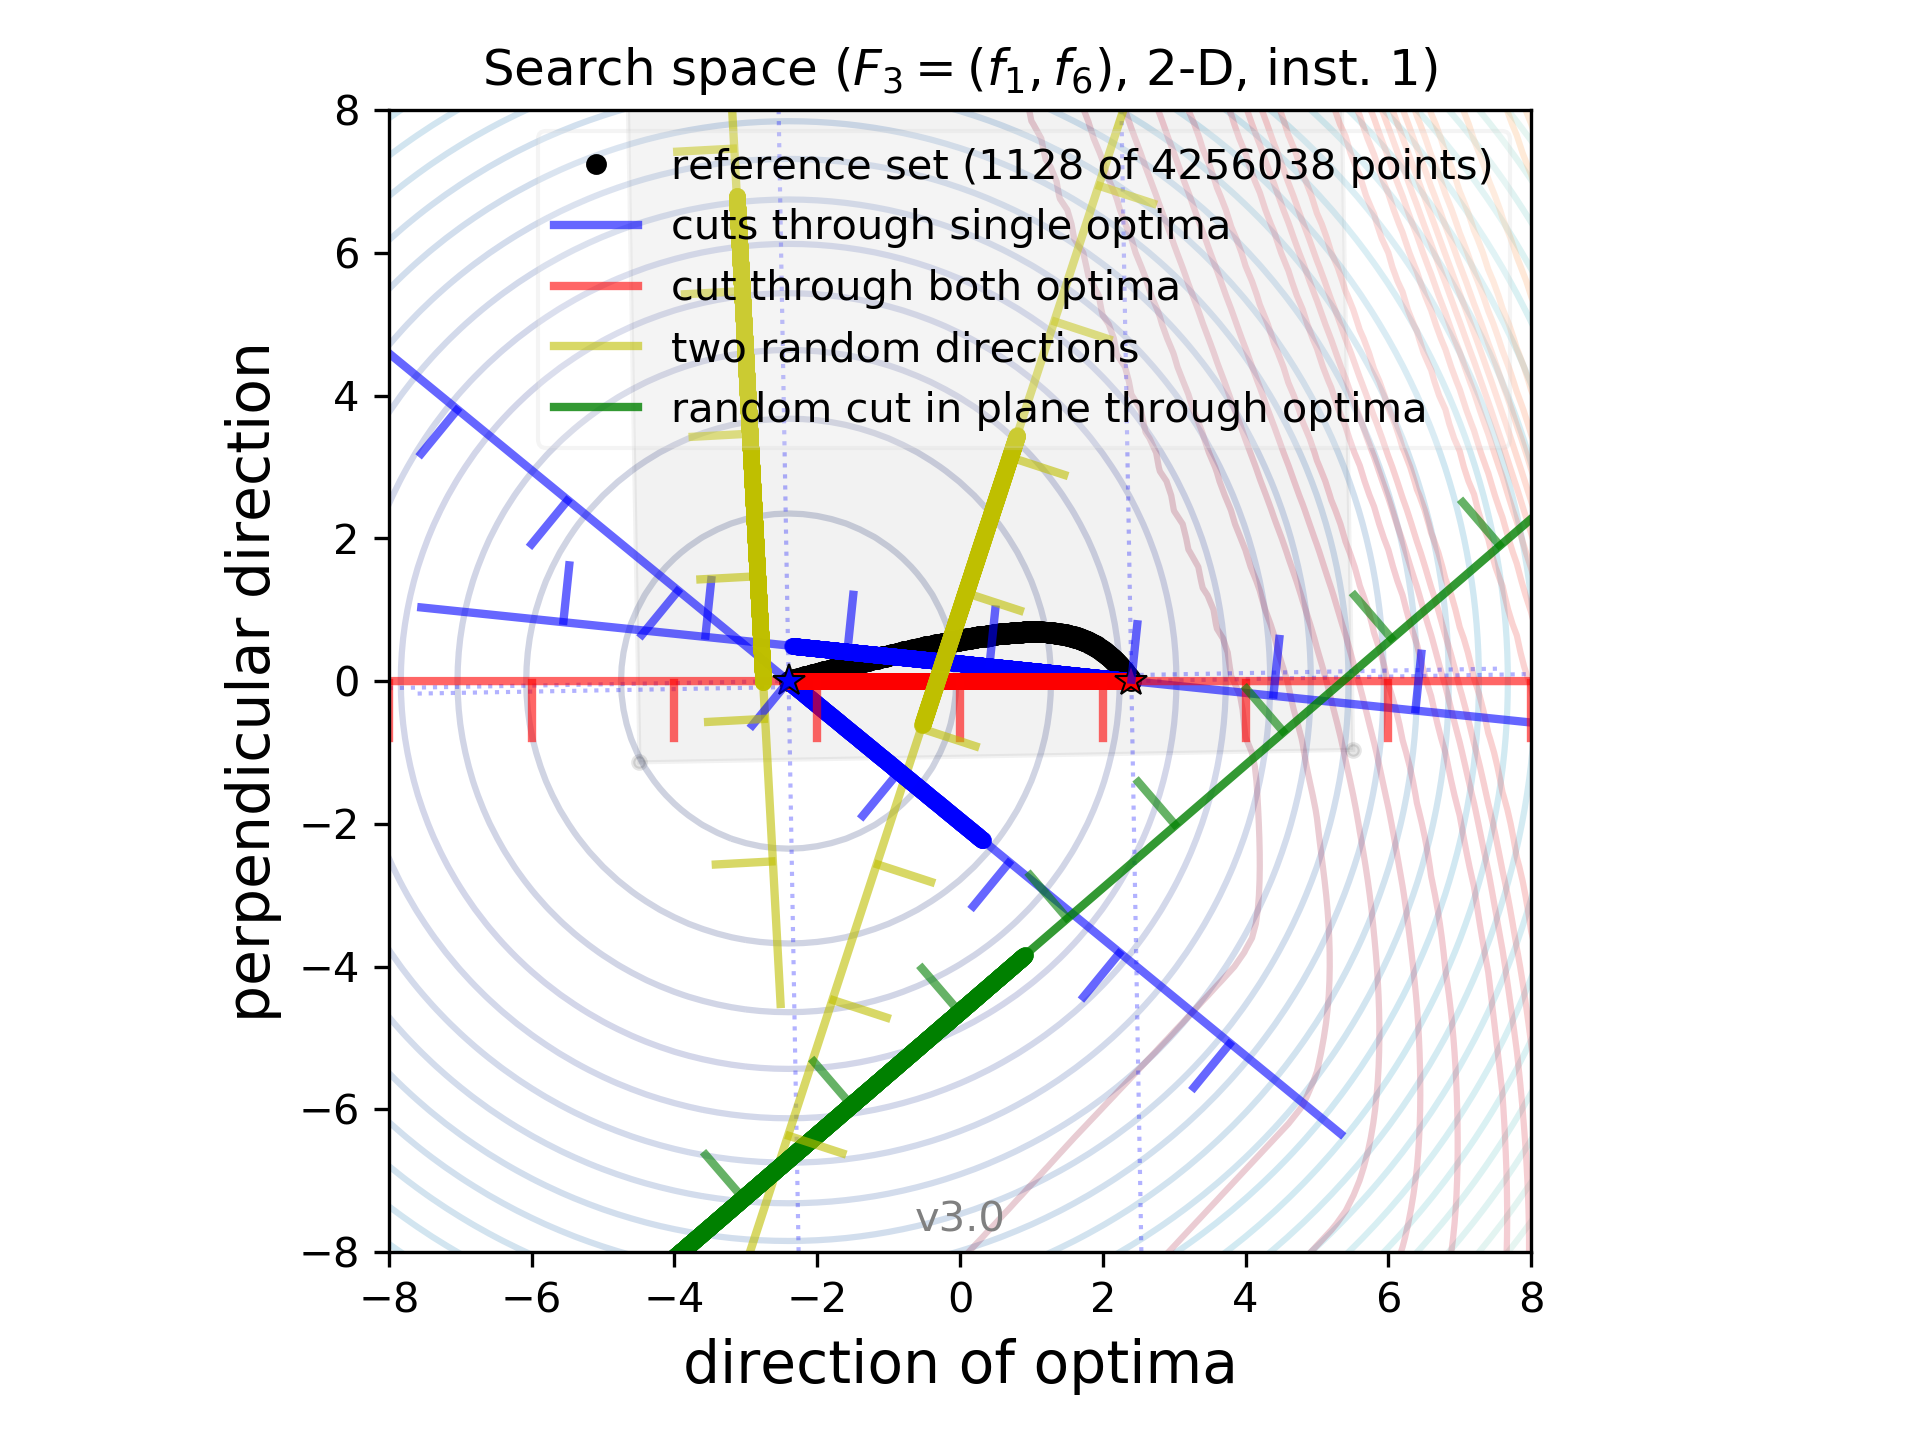 Search space (F₃ = (f₁, f₆), 2-D, inst. 1)
reference set (1128 of 4256038 points)
cuts through single optima
cut through both optima
two random directions
random cut in plane through optima
perpendicular direction
8
6
4
2
0
−2
−4
−6
−8
v3.0
−8 −6 −4 −2 0 2 4 6 8
direction of optima